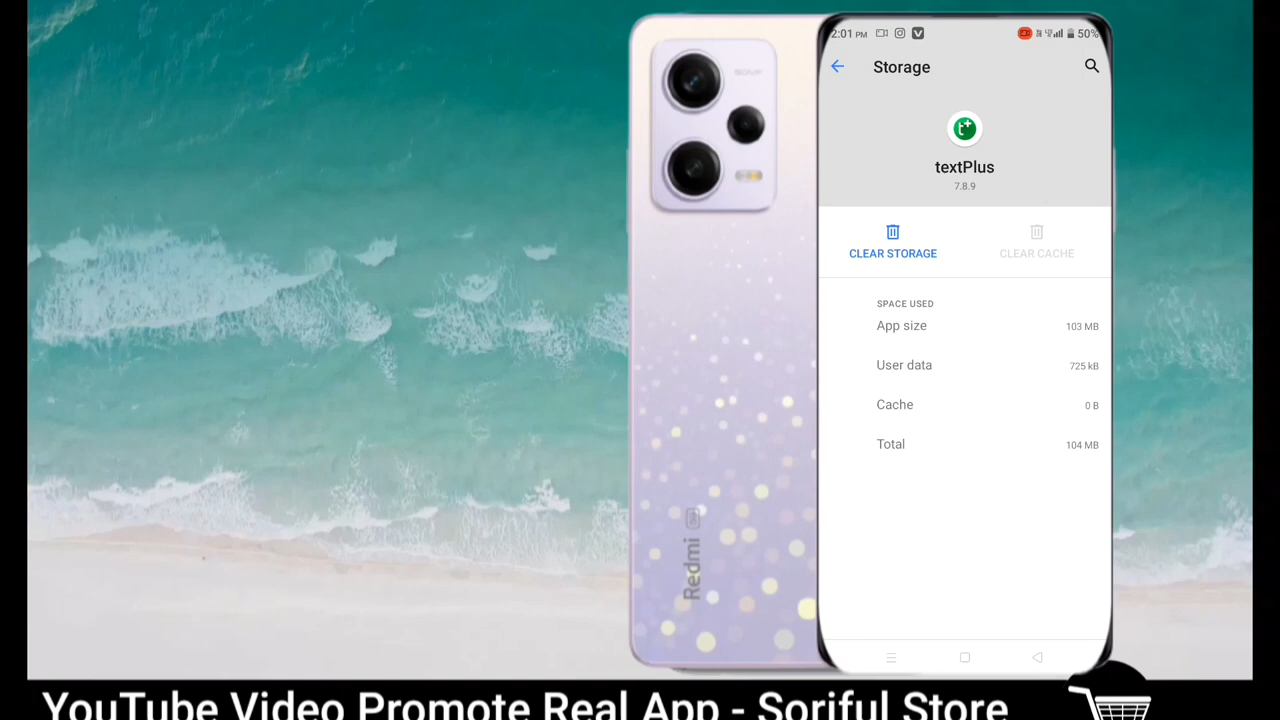 2:01 PM
50%
Storage
textPlus
7.8.9
CLEAR STORAGE
CLEAR CACHE
SPACE USED
App size
103 MB
User data
725 kB
Cache
0 B
Total
104 MB
Redmi
YouTube Video Promote Real App - Soriful Store